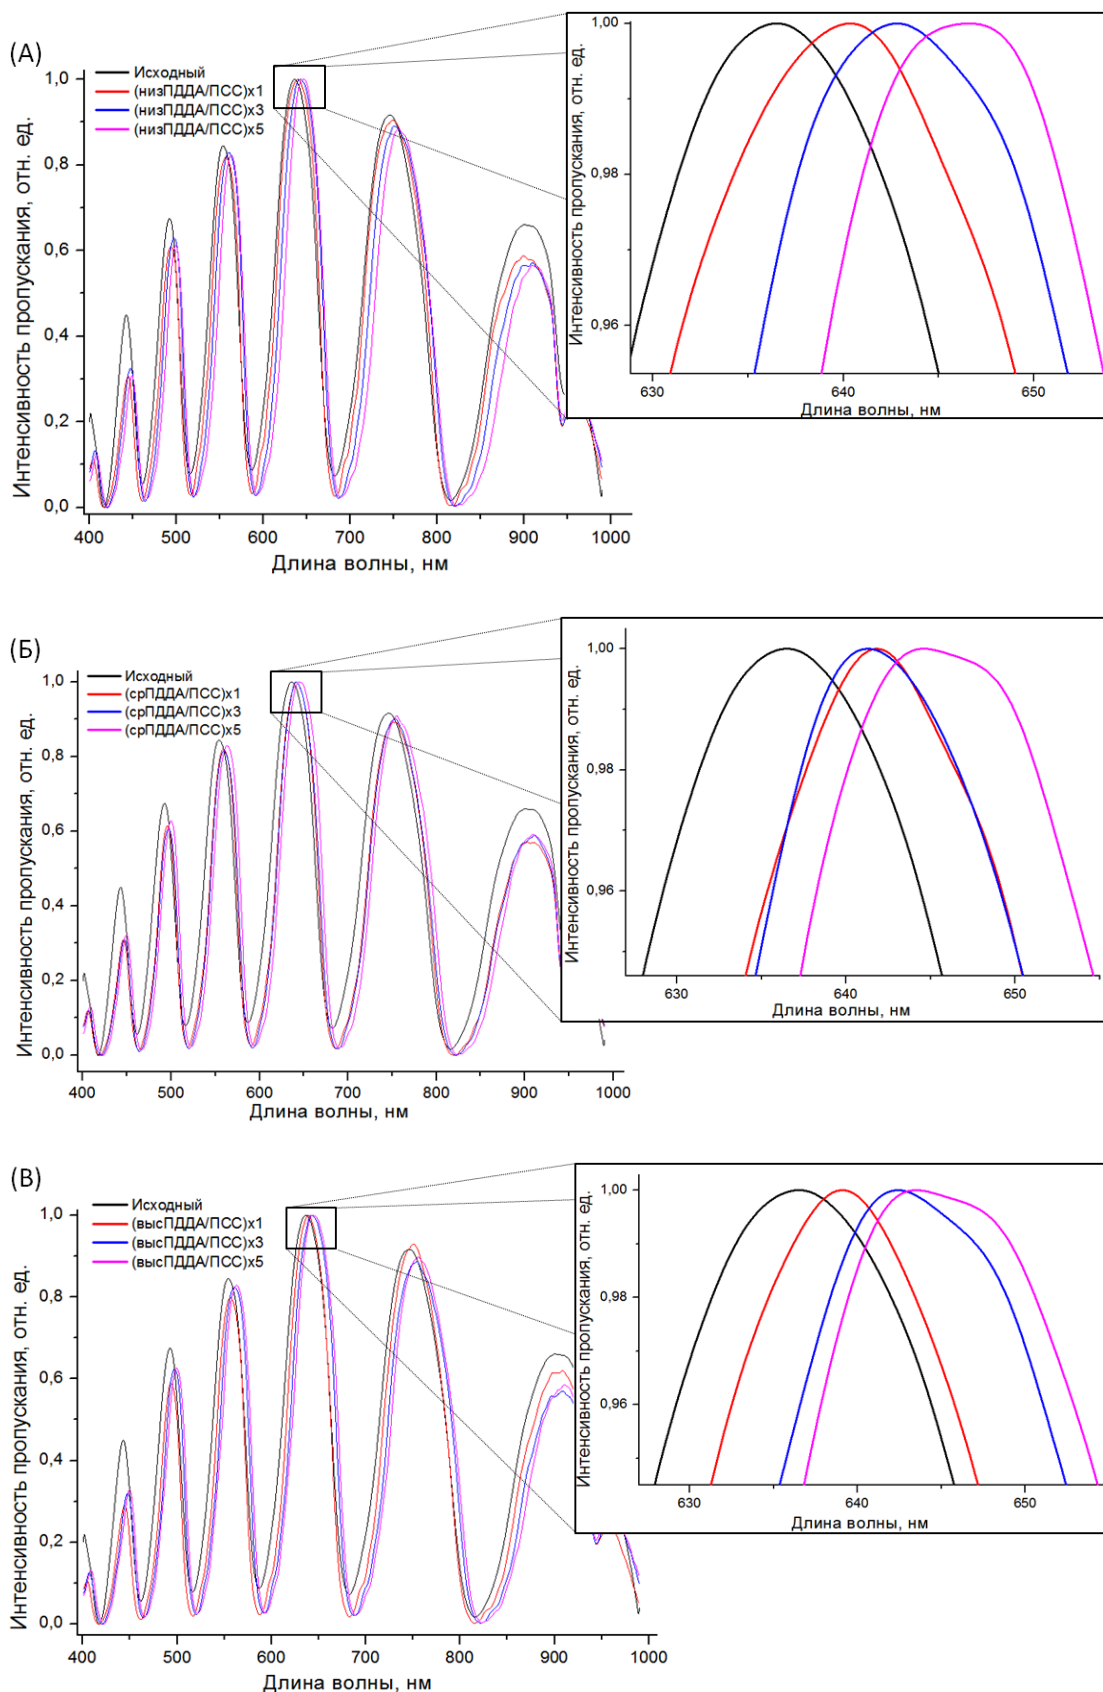 (А)
Исходный
(низПДДА/ПСС)x1
(низПДДА/ПСС)x3
(низПДДА/ПСС)x5
Интенсивность пропускания, отн. ед.
1,0
0,8
0,6
0,4
0,2
0,0
400 500 600 700 800 900 1000
Длина волны, нм
Интенсивность пропускания, отн. ед.
1,00
0,98
0,96
630 640 650
Длина волны, нм
(Б)
Исходный
(срПДДА/ПСС)x1
(срПДДА/ПСС)x3
(срПДДА/ПСС)x5
Интенсивность пропускания, отн. ед.
1,0
0,8
0,6
0,4
0,2
0,0
400 500 600 700 800 900 1000
Длина волны, нм
Интенсивность пропускания, отн. ед.
1,00
0,98
0,96
630 640 650
Длина волны, нм
(В)
Исходный
(высПДДА/ПСС)x1
(высПДДА/ПСС)x3
(высПДДА/ПСС)x5
Интенсивность пропускания, отн. ед.
1,0
0,8
0,6
0,4
0,2
0,0
400 500 600 700 800 900 1000
Длина волны, нм
Интенсивность пропускания, отн. ед.
1,00
0,98
0,96
630 640 650
Длина волны, нм